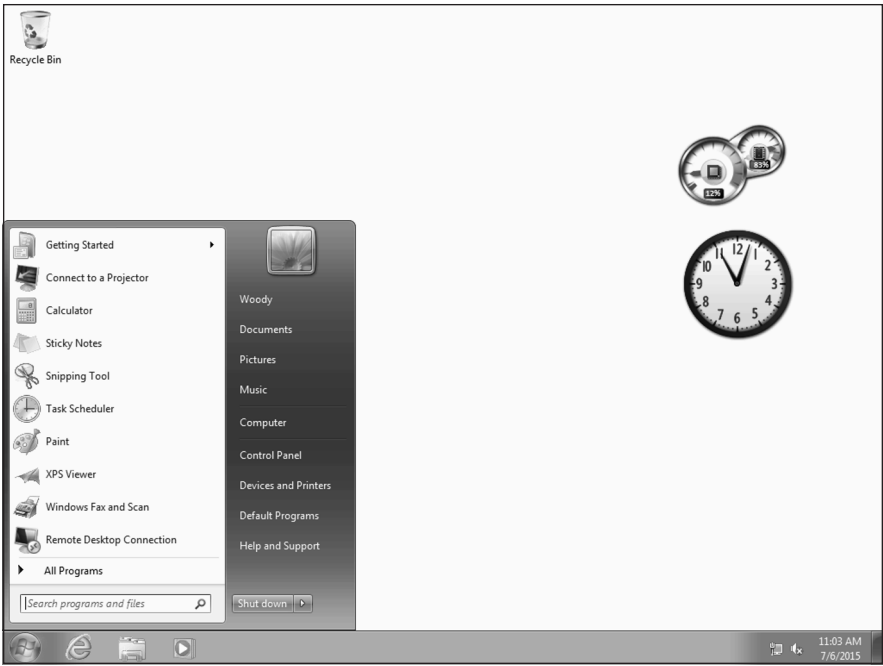 Recycle Bin
12%
83%
12
1
2
3
4
5
6
7
8
9
10
11
Getting Started
Connect to a Projector
Calculator
Sticky Notes
Snipping Tool
Task Scheduler
Paint
XPS Viewer
Windows Fax and Scan
Remote Desktop Connection
All Programs
Search programs and files
Woody
Documents
Pictures
Music
Computer
Control Panel
Devices and Printers
Default Programs
Help and Support
Shut down
11:03 AM
7/6/2015